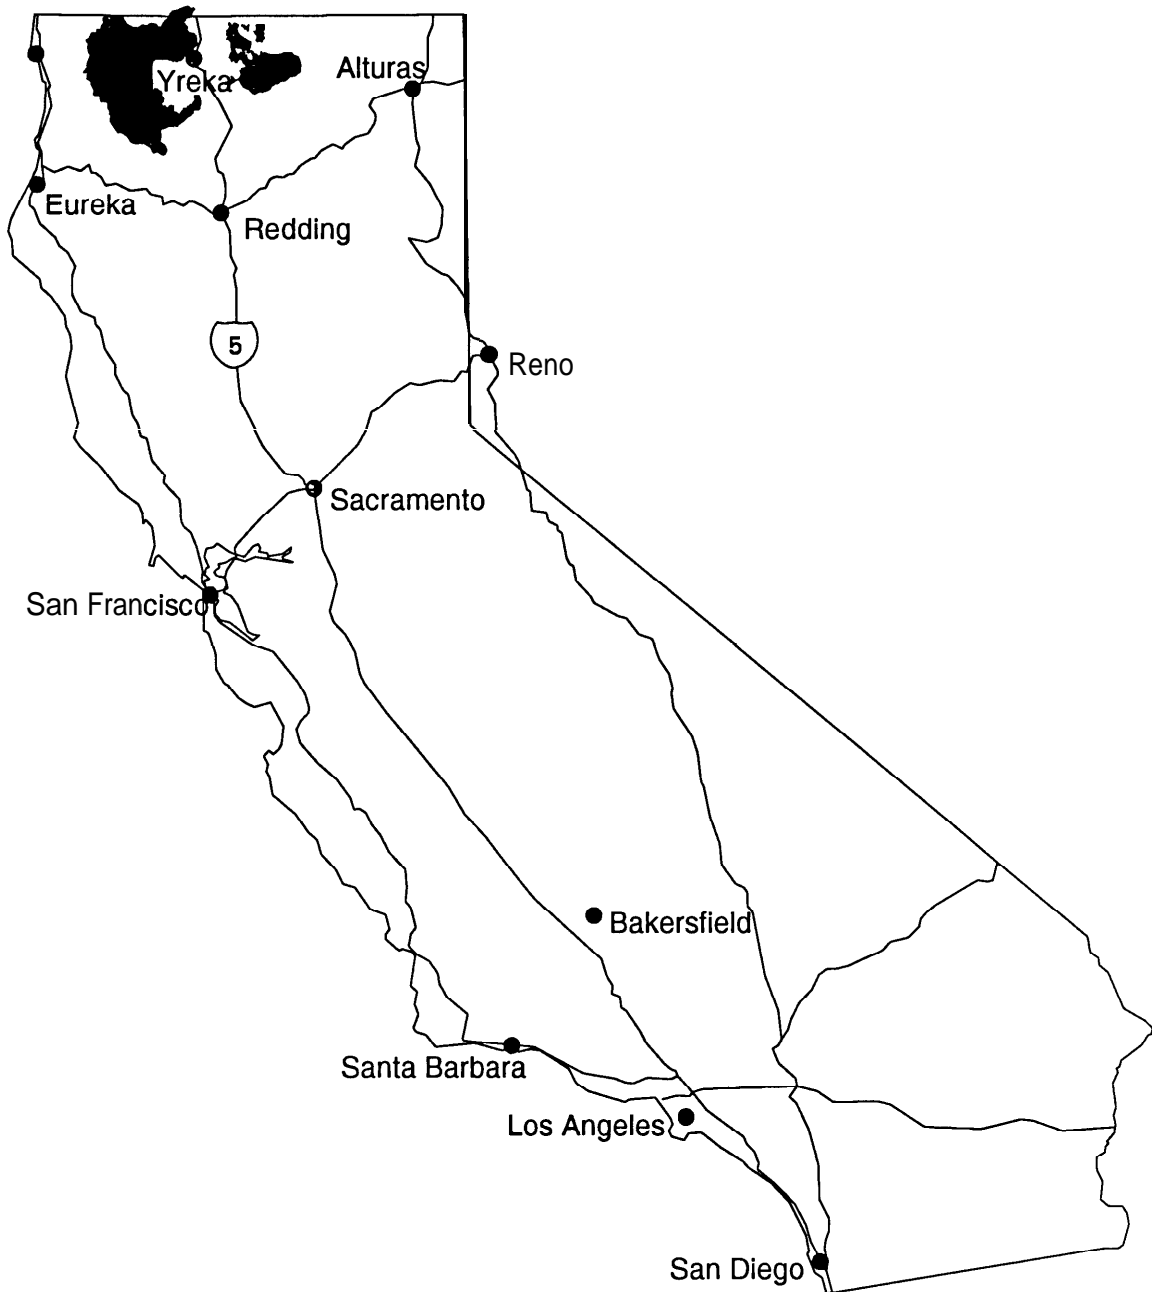 Alturas
Yreka
Eureka
Redding
5
Reno
Sacramento
San Francisco
Bakersfield
Santa Barbara
Los Angeles
San Diego